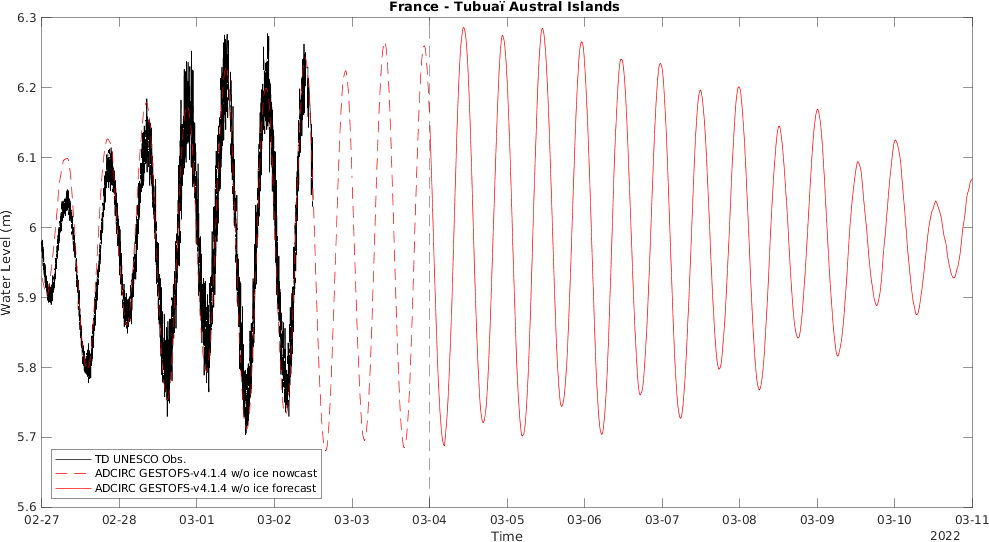 France - Tubuaï Austral Islands
6.3
6.2
6.1
6
5.9
5.8
5.7
5.6
Water Level (m)
TD UNESCO Obs.
ADCIRC GESTOFS-v4.1.4 w/o ice nowcast
ADCIRC GESTOFS-v4.1.4 w/o ice forecast
02-27 02-28 03-01 03-02 03-03 03-04 03-05 03-06 03-07 03-08 03-09 03-10 03-11
Time
2022